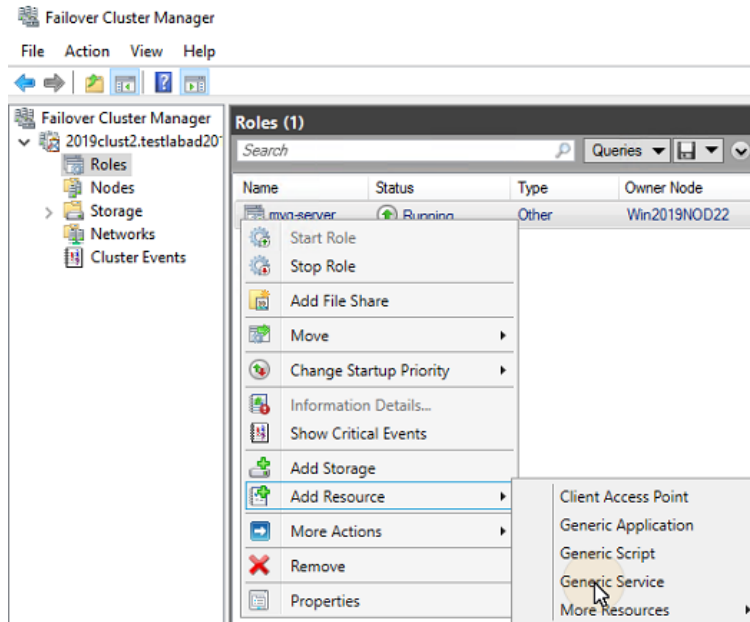 Failover Cluster Manager
File Action View Help
Failover Cluster Manager
2019clust2.testlabad20
Roles
Nodes
Storage
Networks
Cluster Events
Roles (1)
Search
Queries
Name Status Type Owner Node
myq-server Running Other Win2019NOD22
Start Role
Stop Role
Add File Share
Move
Change Startup Priority
Information Details...
Show Critical Events
Add Storage
Add Resource
More Actions
Remove
Properties
Client Access Point
Generic Application
Generic Script
Generic Service
More Resources